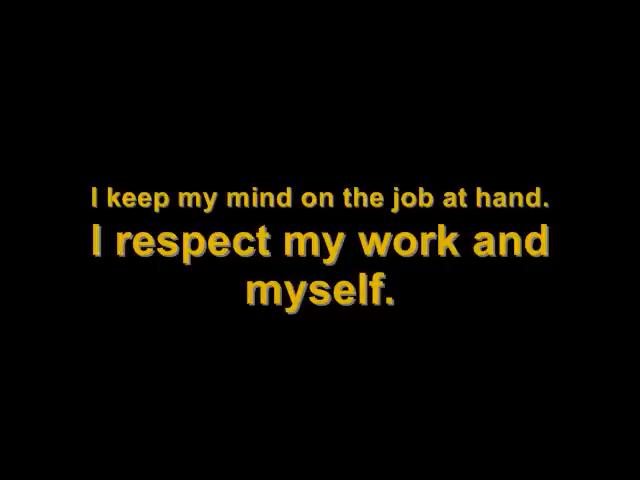 I keep my mind on the job at hand.
I respect my work and
myself.